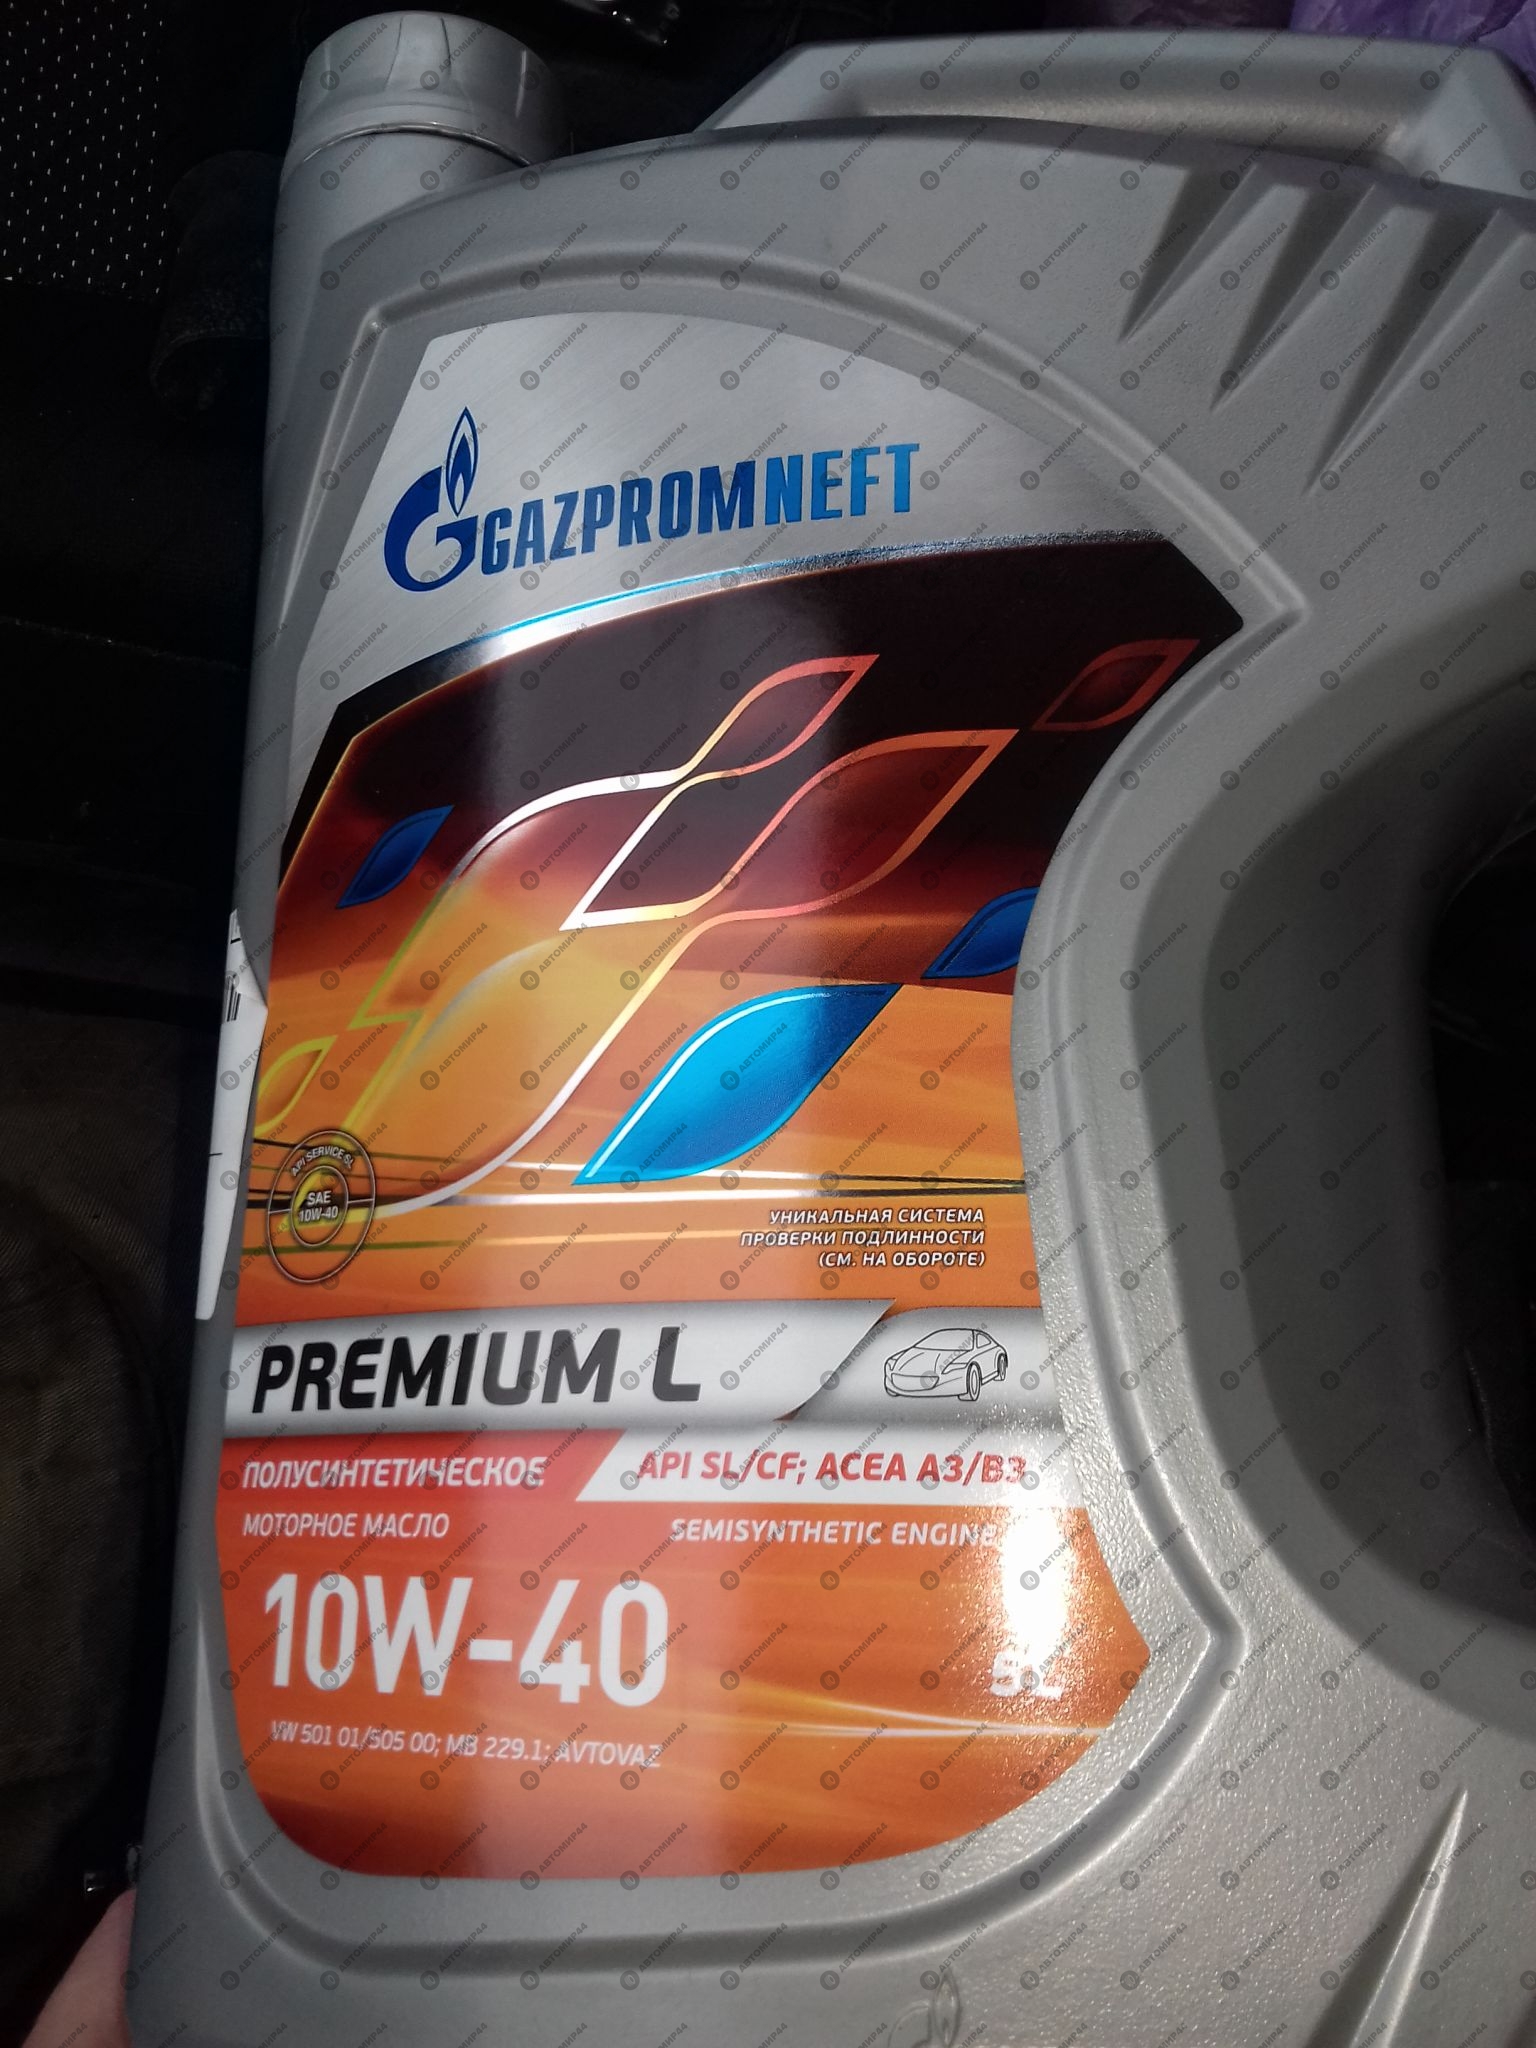 GAZPROMNEFT
API SERVICE SL
SAE
10W-40
УНИКАЛЬНАЯ СИСТЕМА
ПРОВЕРКИ ПОДЛИННОСТИ
(СМ. НА ОБОРОТЕ)
PREMIUM L
ПОЛУСИНТЕТИЧЕСКОЕ
API SL/CF; ACEA A3/B3
МОТОРНОЕ МАСЛО
SEMISYNTHETIC ENGINE
10W-40
5L
VW 501 01/505 00; MB 229.1; AVTOVAZ
АВТОМИР44